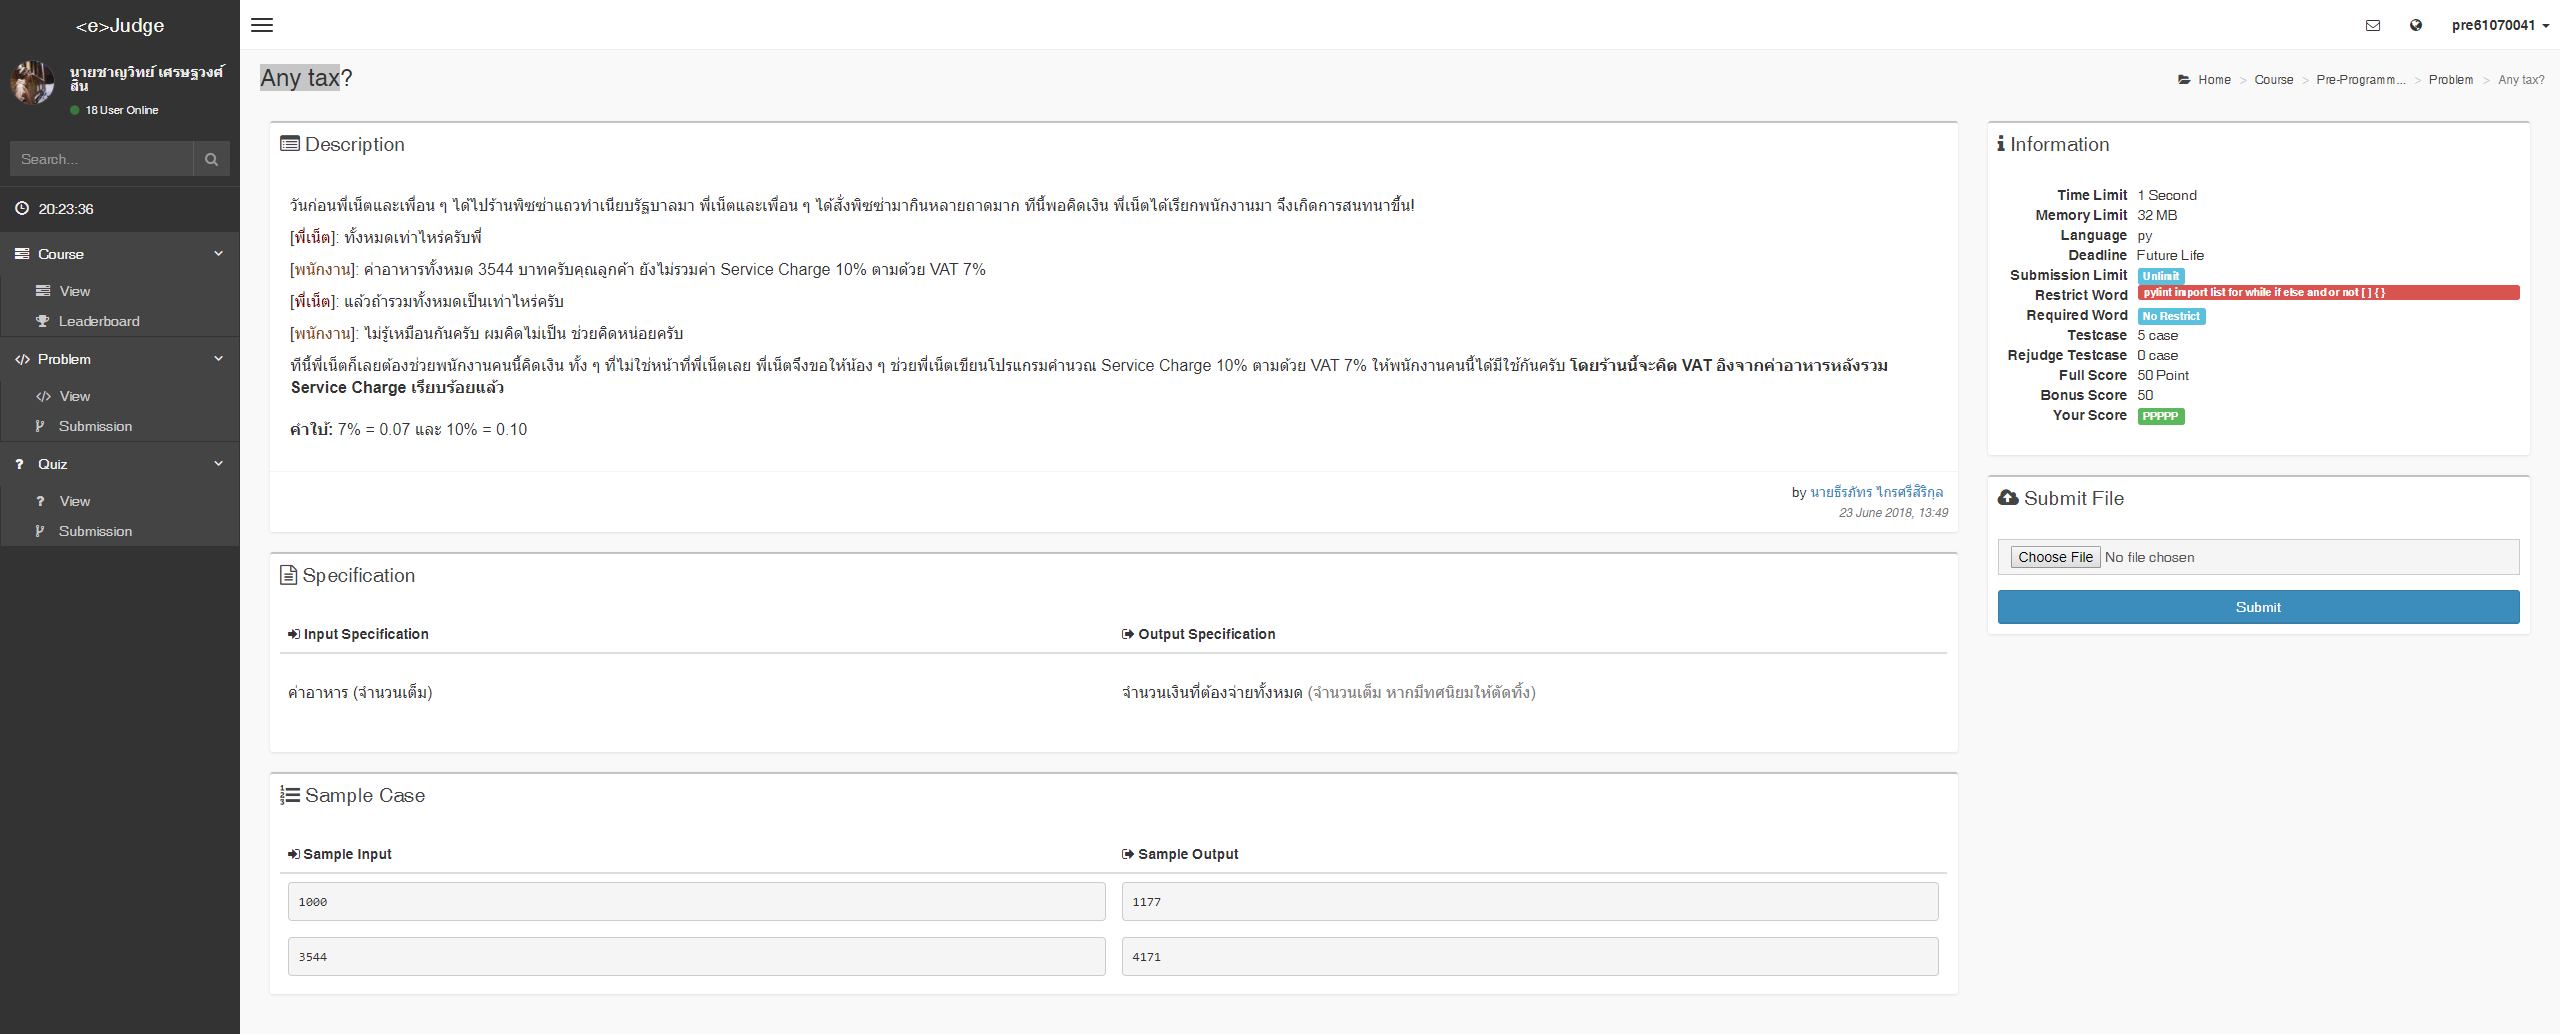 <e>Judge
pre61070041
นายชาญวิทย์ เศรษฐวงศ์
สิน
18 User Online
Search...
20:23:36
Course
View
Leaderboard
Problem
View
Submission
Quiz
View
Submission
Any tax?
Home > Course > Pre-Programm... > Problem > Any tax?
Description
วันก่อนพี่เน็ตและเพื่อน ๆ ได้ไปร้านพิซซ่าแถวทำเนียบรัฐบาลมา พี่เน็ตและเพื่อน ๆ ได้สั่งพิซซ่ามากินหลายถาดมาก ทีนี้พอคิดเงิน พี่เน็ตได้เรียกพนักงานมา จึงเกิดการสนทนาขึ้น!
[พี่เน็ต]: ทั้งหมดเท่าไหร่ครับพี่
[พนักงาน]: ค่าอาหารทั้งหมด 3544 บาทครับคุณลูกค้า ยังไม่รวมค่า Service Charge 10% ตามด้วย VAT 7%
[พี่เน็ต]: แล้วถ้ารวมทั้งหมดเป็นเท่าไหร่ครับ
[พนักงาน]: ไม่รู้เหมือนกันครับ ผมคิดไม่เป็น ช่วยคิดหน่อยครับ
ทีนี้พี่เน็ตก็เลยต้องช่วยพนักงานคนนี้คิดเงิน ทั้ง ๆ ที่ไม่ใช่หน้าที่พี่เน็ตเลย พี่เน็ตจึงขอให้น้อง ๆ ช่วยพี่เน็ตเขียนโปรแกรมคำนวณ Service Charge 10% ตามด้วย VAT 7% ให้พนักงานคนนี้ได้มีใช้กันครับ โดยร้านนี้จะคิด VAT อิงจากค่าอาหารหลังรวม
Service Charge เรียบร้อยแล้ว
คำใบ้: 7% = 0.07 และ 10% = 0.10
by นายธีรภัทร ไกรศรีสิริกุล
23 June 2018, 13:49
Specification
Input Specification
Output Specification
ค่าอาหาร (จำนวนเต็ม)
จำนวนเงินที่ต้องจ่ายทั้งหมด (จำนวนเต็ม หากมีทศนิยมให้ตัดทิ้ง)
Sample Case
Sample Input
Sample Output
1000
1177
3544
4171
Information
Time Limit 1 Second
Memory Limit 32 MB
Language py
Deadline Future Life
Submission Limit Unlimit
Restrict Word pylint import list for while if else and or not [ ] { }
Required Word No Restrict
Testcase 5 case
Rejudge Testcase 0 case
Full Score 50 Point
Bonus Score 50
Your Score PPPPP
Submit File
Choose File No file chosen
Submit